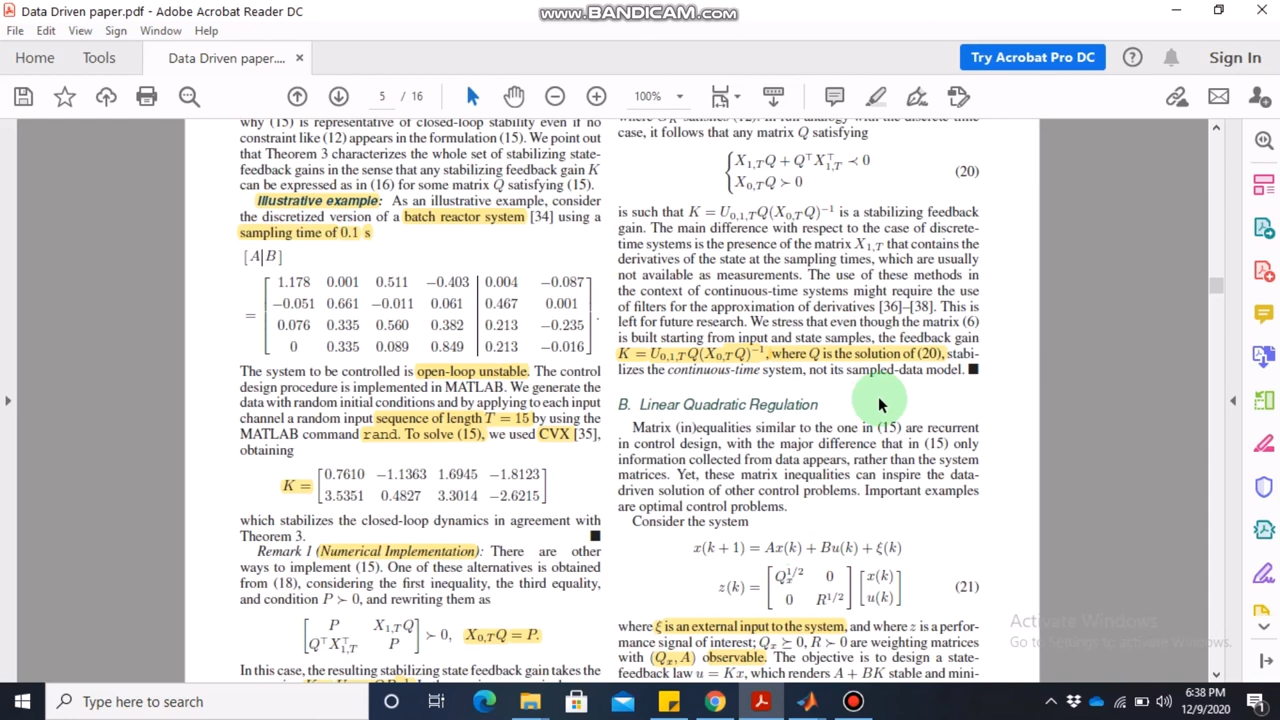 Data Driven paper.pdf - Adobe Acrobat Reader DC
www.BANDICAM.com
File Edit View Sign Window Help
Home Tools Data Driven paper.... × Try Acrobat Pro DC Sign In
5 / 16 100%
why (15) is representative of closed-loop stability even if no
constraint like (12) appears in the formulation (15). We point out
that Theorem 3 characterizes the whole set of stabilizing state-
feedback gains in the sense that any stabilizing feedback gain K
can be expressed as in (16) for some matrix Q satisfying (15).
Illustrative example: As an illustrative example, consider
the discretized version of a batch reactor system [34] using a
sampling time of 0.1 s
[A|B]
1.178 0.001 0.511 −0.403 0.004 −0.087
−0.051 0.661 −0.011 0.061 0.467 0.001
= .
0.076 0.335 0.560 0.382 0.213 −0.235
0 0.335 0.089 0.849 0.213 −0.016
The system to be controlled is open-loop unstable. The control
design procedure is implemented in MATLAB. We generate the
data with random initial conditions and by applying to each input
channel a random input sequence of length T = 15 by using the
MATLAB command rand. To solve (15), we used CVX [35],
obtaining
K = [0.7610 −1.1363 1.6945 −1.8123
3.5351 0.4827 3.3014 −2.6215]
which stabilizes the closed-loop dynamics in agreement with
Theorem 3. ■
Remark 1 (Numerical Implementation): There are other
ways to implement (15). One of these alternatives is obtained
from (18), considering the first inequality, the third equality,
and condition P ≻ 0, and rewriting them as
[P X₁,TQ
Q⊤X⊤₁,T P] ≻ 0, X₀,TQ = P.
In this case, the resulting stabilizing state feedback gain takes the
case, it follows that any matrix Q satisfying
{X₁,TQ + Q⊤X⊤₁,T ≺ 0
X₀,TQ ≻ 0 (20)
is such that K = U₀,₁,TQ(X₀,TQ)⁻¹ is a stabilizing feedback
gain. The main difference with respect to the case of discrete-
time systems is the presence of the matrix X₁,T that contains the
derivatives of the state at the sampling times, which are usually
not available as measurements. The use of these methods in
the context of continuous-time systems might require the use
of filters for the approximation of derivatives [36]–[38]. This is
left for future research. We stress that even though the matrix (6)
is built starting from input and state samples, the feedback gain
K = U₀,₁,TQ(X₀,TQ)⁻¹, where Q is the solution of (20), stabi-
lizes the continuous-time system, not its sampled-data model. ■
B. Linear Quadratic Regulation
Matrix (in)equalities similar to the one in (15) are recurrent
in control design, with the major difference that in (15) only
information collected from data appears, rather than the system
matrices. Yet, these matrix inequalities can inspire the data-
driven solution of other control problems. Important examples
are optimal control problems.
Consider the system
x(k + 1) = Ax(k) + Bu(k) + ξ(k)
z(k) = [Qₓ^1/2 0
0 R^1/2] [x(k)
u(k)] (21)
where ξ is an external input to the system, and where z is a perfor-
mance signal of interest; Qₓ ⪰ 0, R ≻ 0 are weighting matrices
with (Qₓ, A) observable. The objective is to design a state-
feedback law u = Kx, which renders A + BK stable and mini-
Activate Windows
Go to Settings to activate Windows.
Type here to search
6:38 PM
12/9/2020